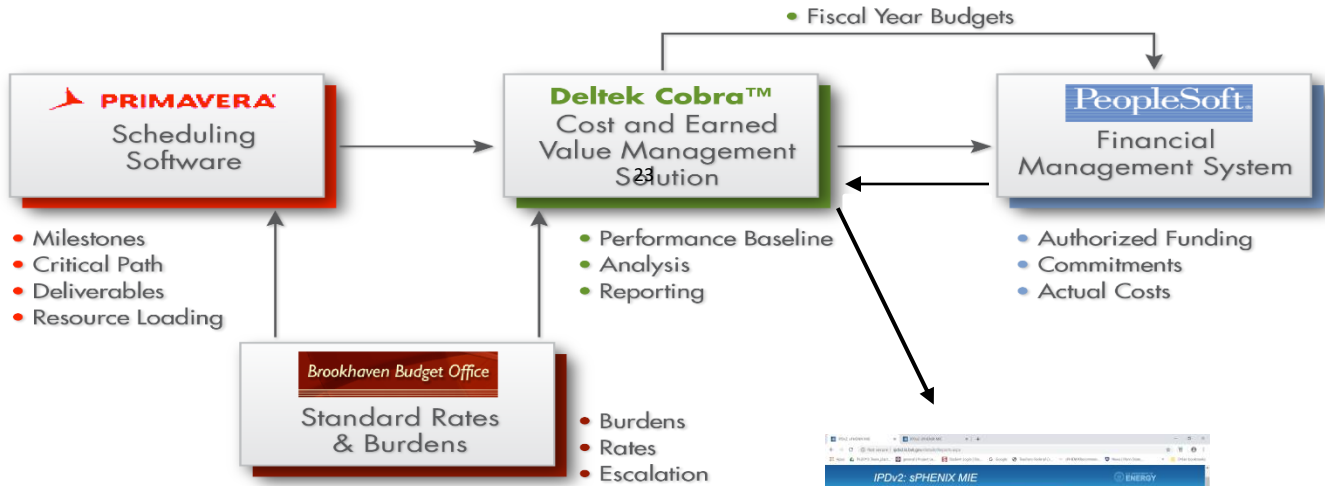 • Fiscal Year Budgets
PRIMAVERA
Scheduling
Software
Deltek Cobra™
Cost and Earned
Value Management
Solution
23
PeopleSoft.
Financial
Management System
• Milestones
• Critical Path
• Deliverables
• Resource Loading
• Performance Baseline
• Analysis
• Reporting
• Authorized Funding
• Commitments
• Actual Costs
Brookhaven Budget Office
Standard Rates
& Burdens
• Burdens
• Rates
• Escalation
IPDv2: sPHENIX MIE
ENERGY